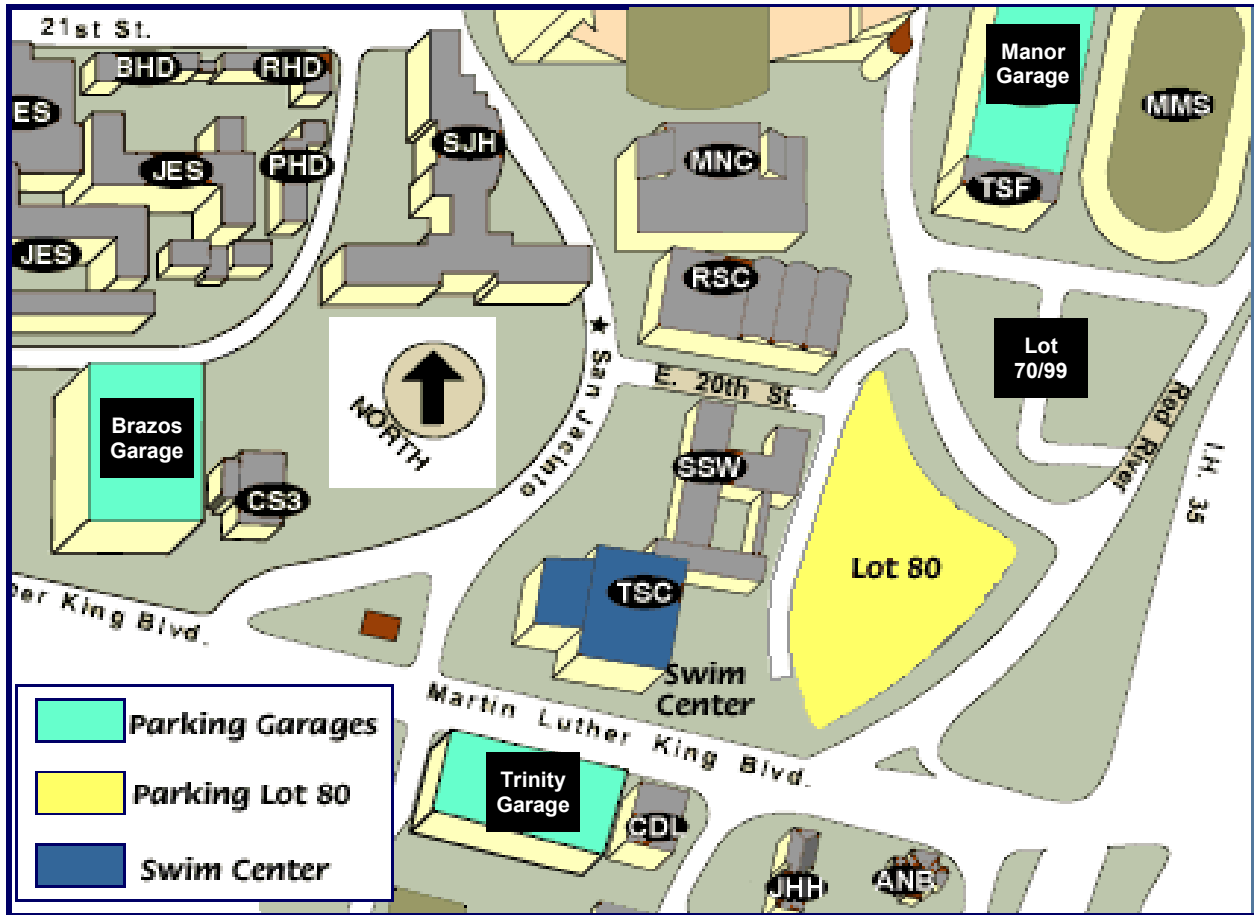 21st St.
BHD
RHD
Manor
Garage
ES
MMS
SJH
MNC
JES
PHD
TSF
JES
RSC
Lot
70/99
San Jacinto
E. 20th St.
Red River
NORTH
Brazos
Garage
I.H. 35
SSW
CS3
Lot 80
TSC
er King Blvd.
Swim
Center
Martin Luther King Blvd.
Parking Garages
Parking Lot 80
Swim Center
Trinity
Garage
CDL
JHH
ANB